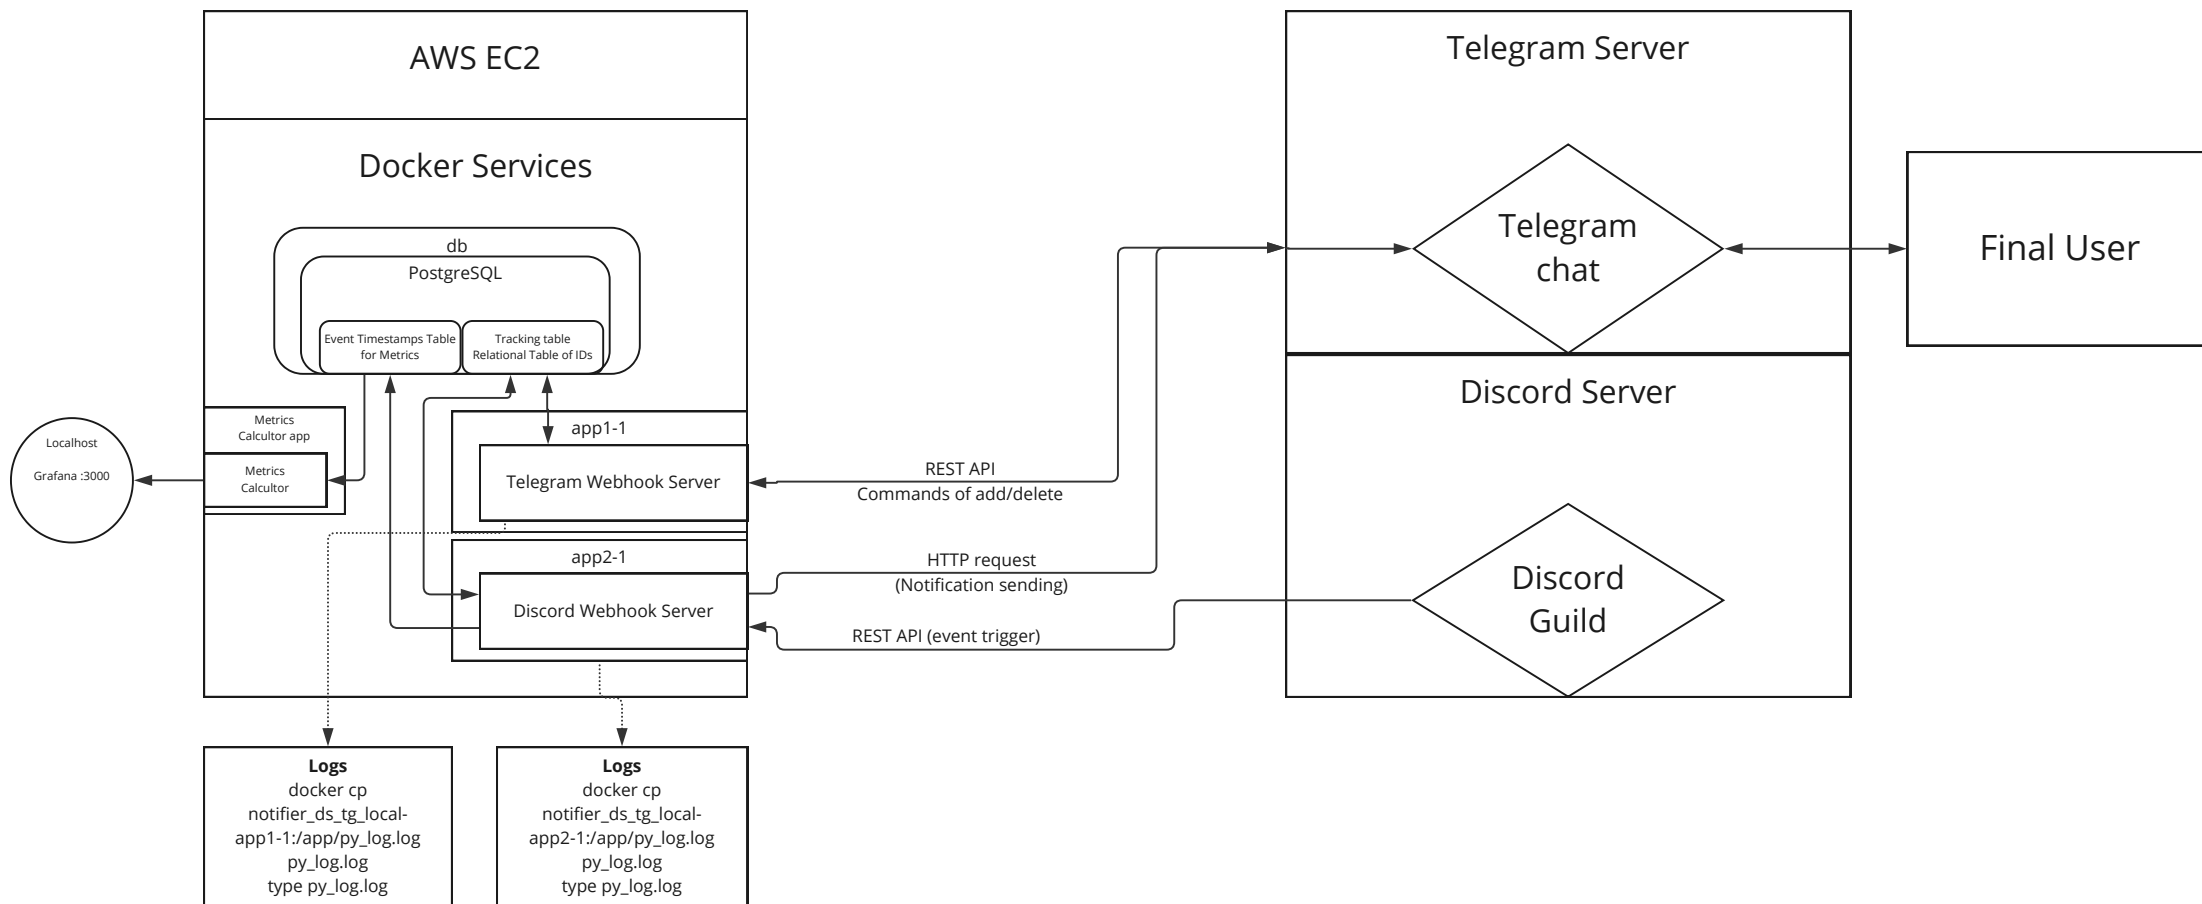 AWS EC2
Docker Services
db
PostgreSQL
Event Timestamps Table
for Metrics
Tracking table
Relational Table of IDs
Metrics
Calcultor app
Metrics
Calcultor
Localhost
Grafana :3000
app1-1
Telegram Webhook Server
app2-1
Discord Webhook Server
REST API
Commands of add/delete
HTTP request
(Notification sending)
REST API (event trigger)
Telegram Server
Telegram
chat
Final User
Discord Server
Discord
Guild
Logs
docker cp
notifier_ds_tg_local-
app1-1:/app/py_log.log
py_log.log
type py_log.log
Logs
docker cp
notifier_ds_tg_local-
app2-1:/app/py_log.log
py_log.log
type py_log.log